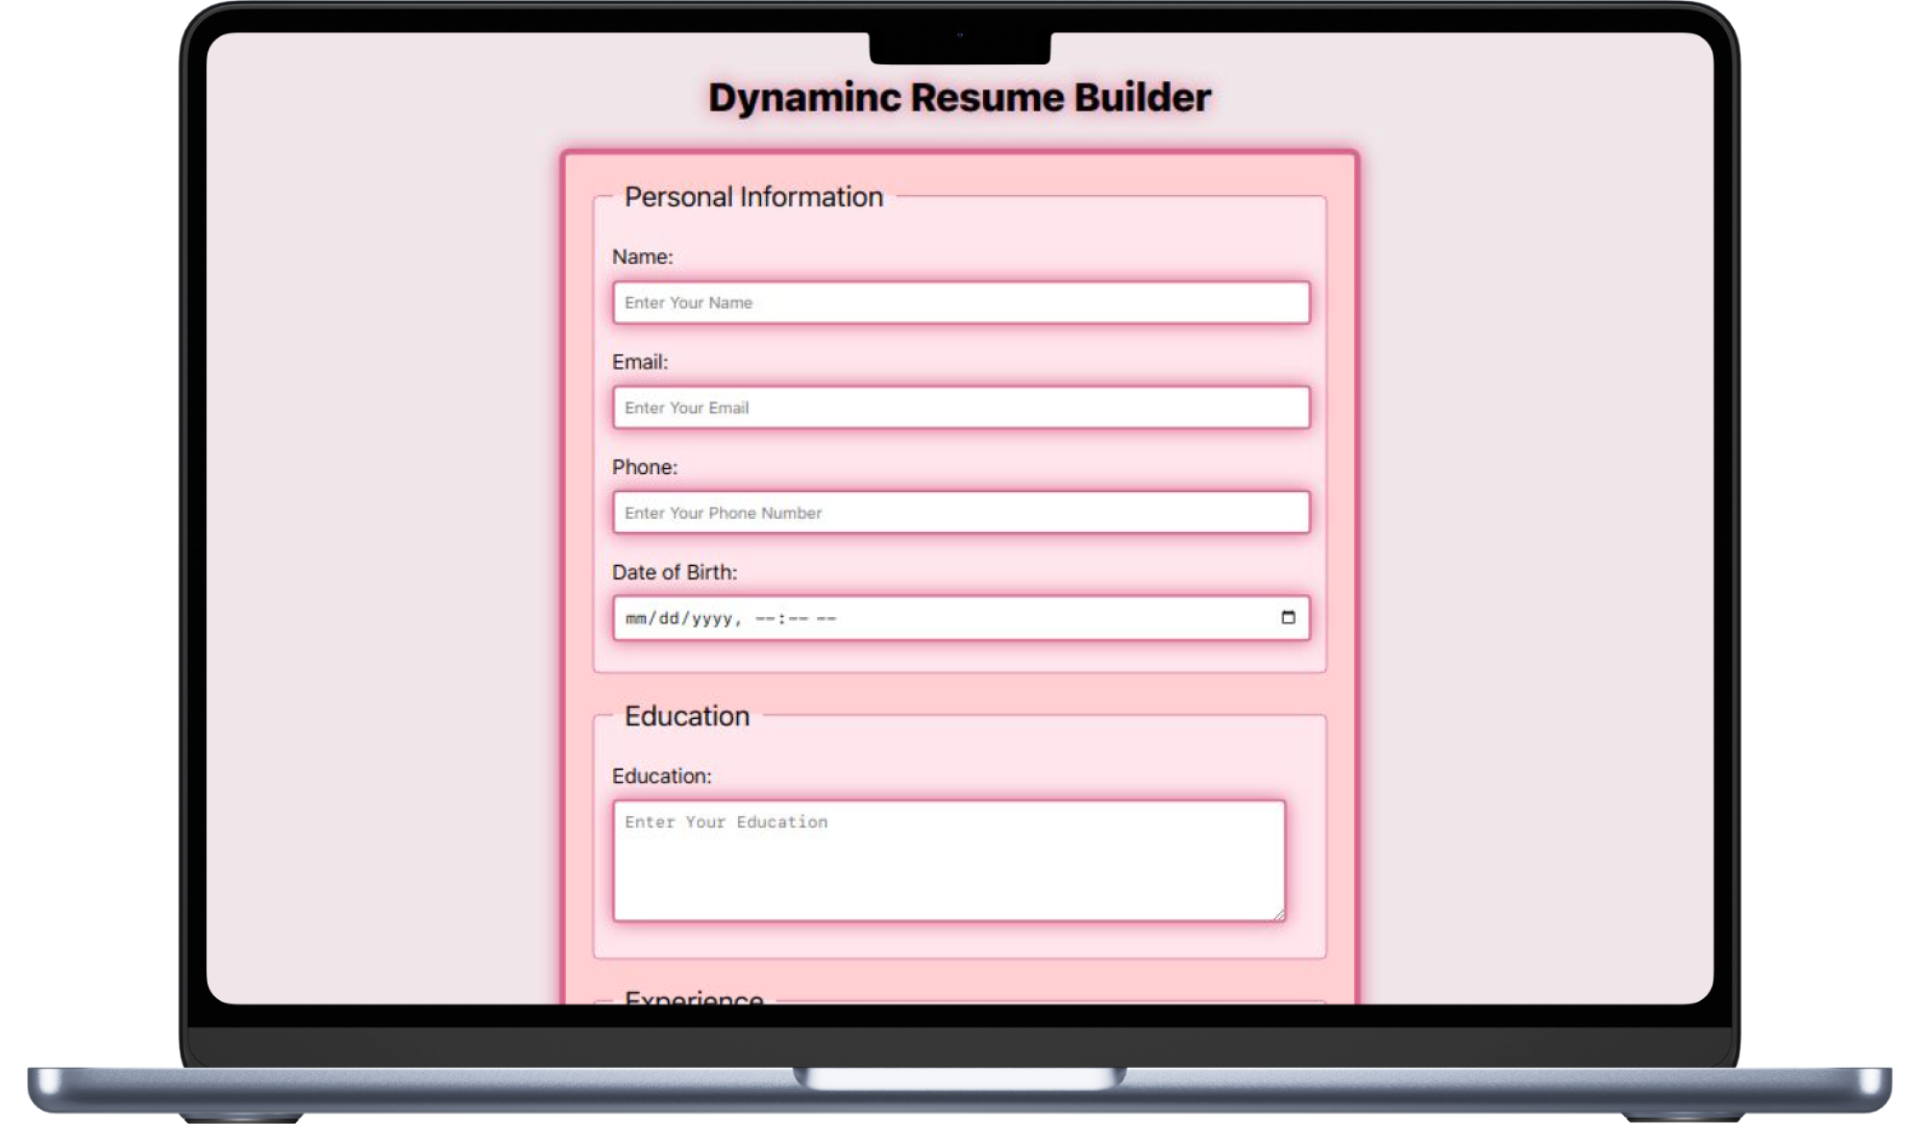 Dynaminc Resume Builder
Personal Information
Name:
Enter Your Name
Email:
Enter Your Email
Phone:
Enter Your Phone Number
Date of Birth:
mm/dd/yyyy, --:-- --
Education
Education:
Enter Your Education
Experience